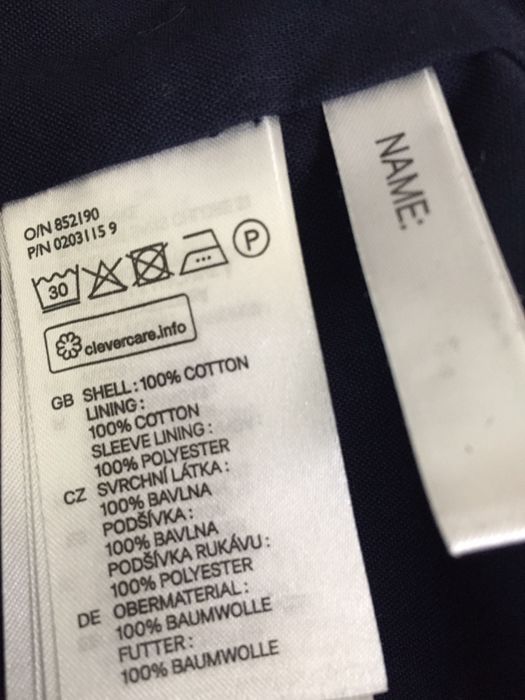 O/N 852190
P/N 0203115 9
30
P
clevercare.info
GB SHELL: 100% COTTON
LINING:
100% COTTON
SLEEVE LINING:
100% POLYESTER
CZ SVRCHNÍ LÁTKA:
100% BAVLNA
PODŠÍVKA:
100% BAVLNA
PODŠÍVKA RUKÁVU:
100% POLYESTER
DE OBERMATERIAL:
100% BAUMWOLLE
FUTTER:
100% BAUMWOLLE
NAME: